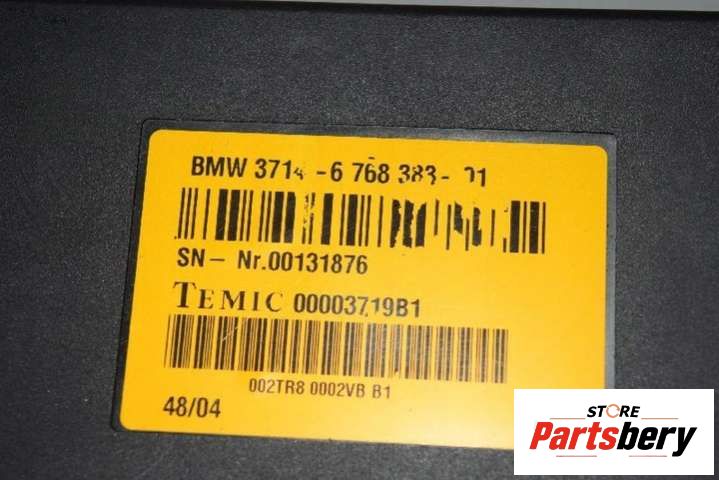 BMW 3714-6 768 383-01
SN- Nr.00131876
TEMIC 00003719B1
002TR8 0002VB B1
48/04
STORE
Partsbery